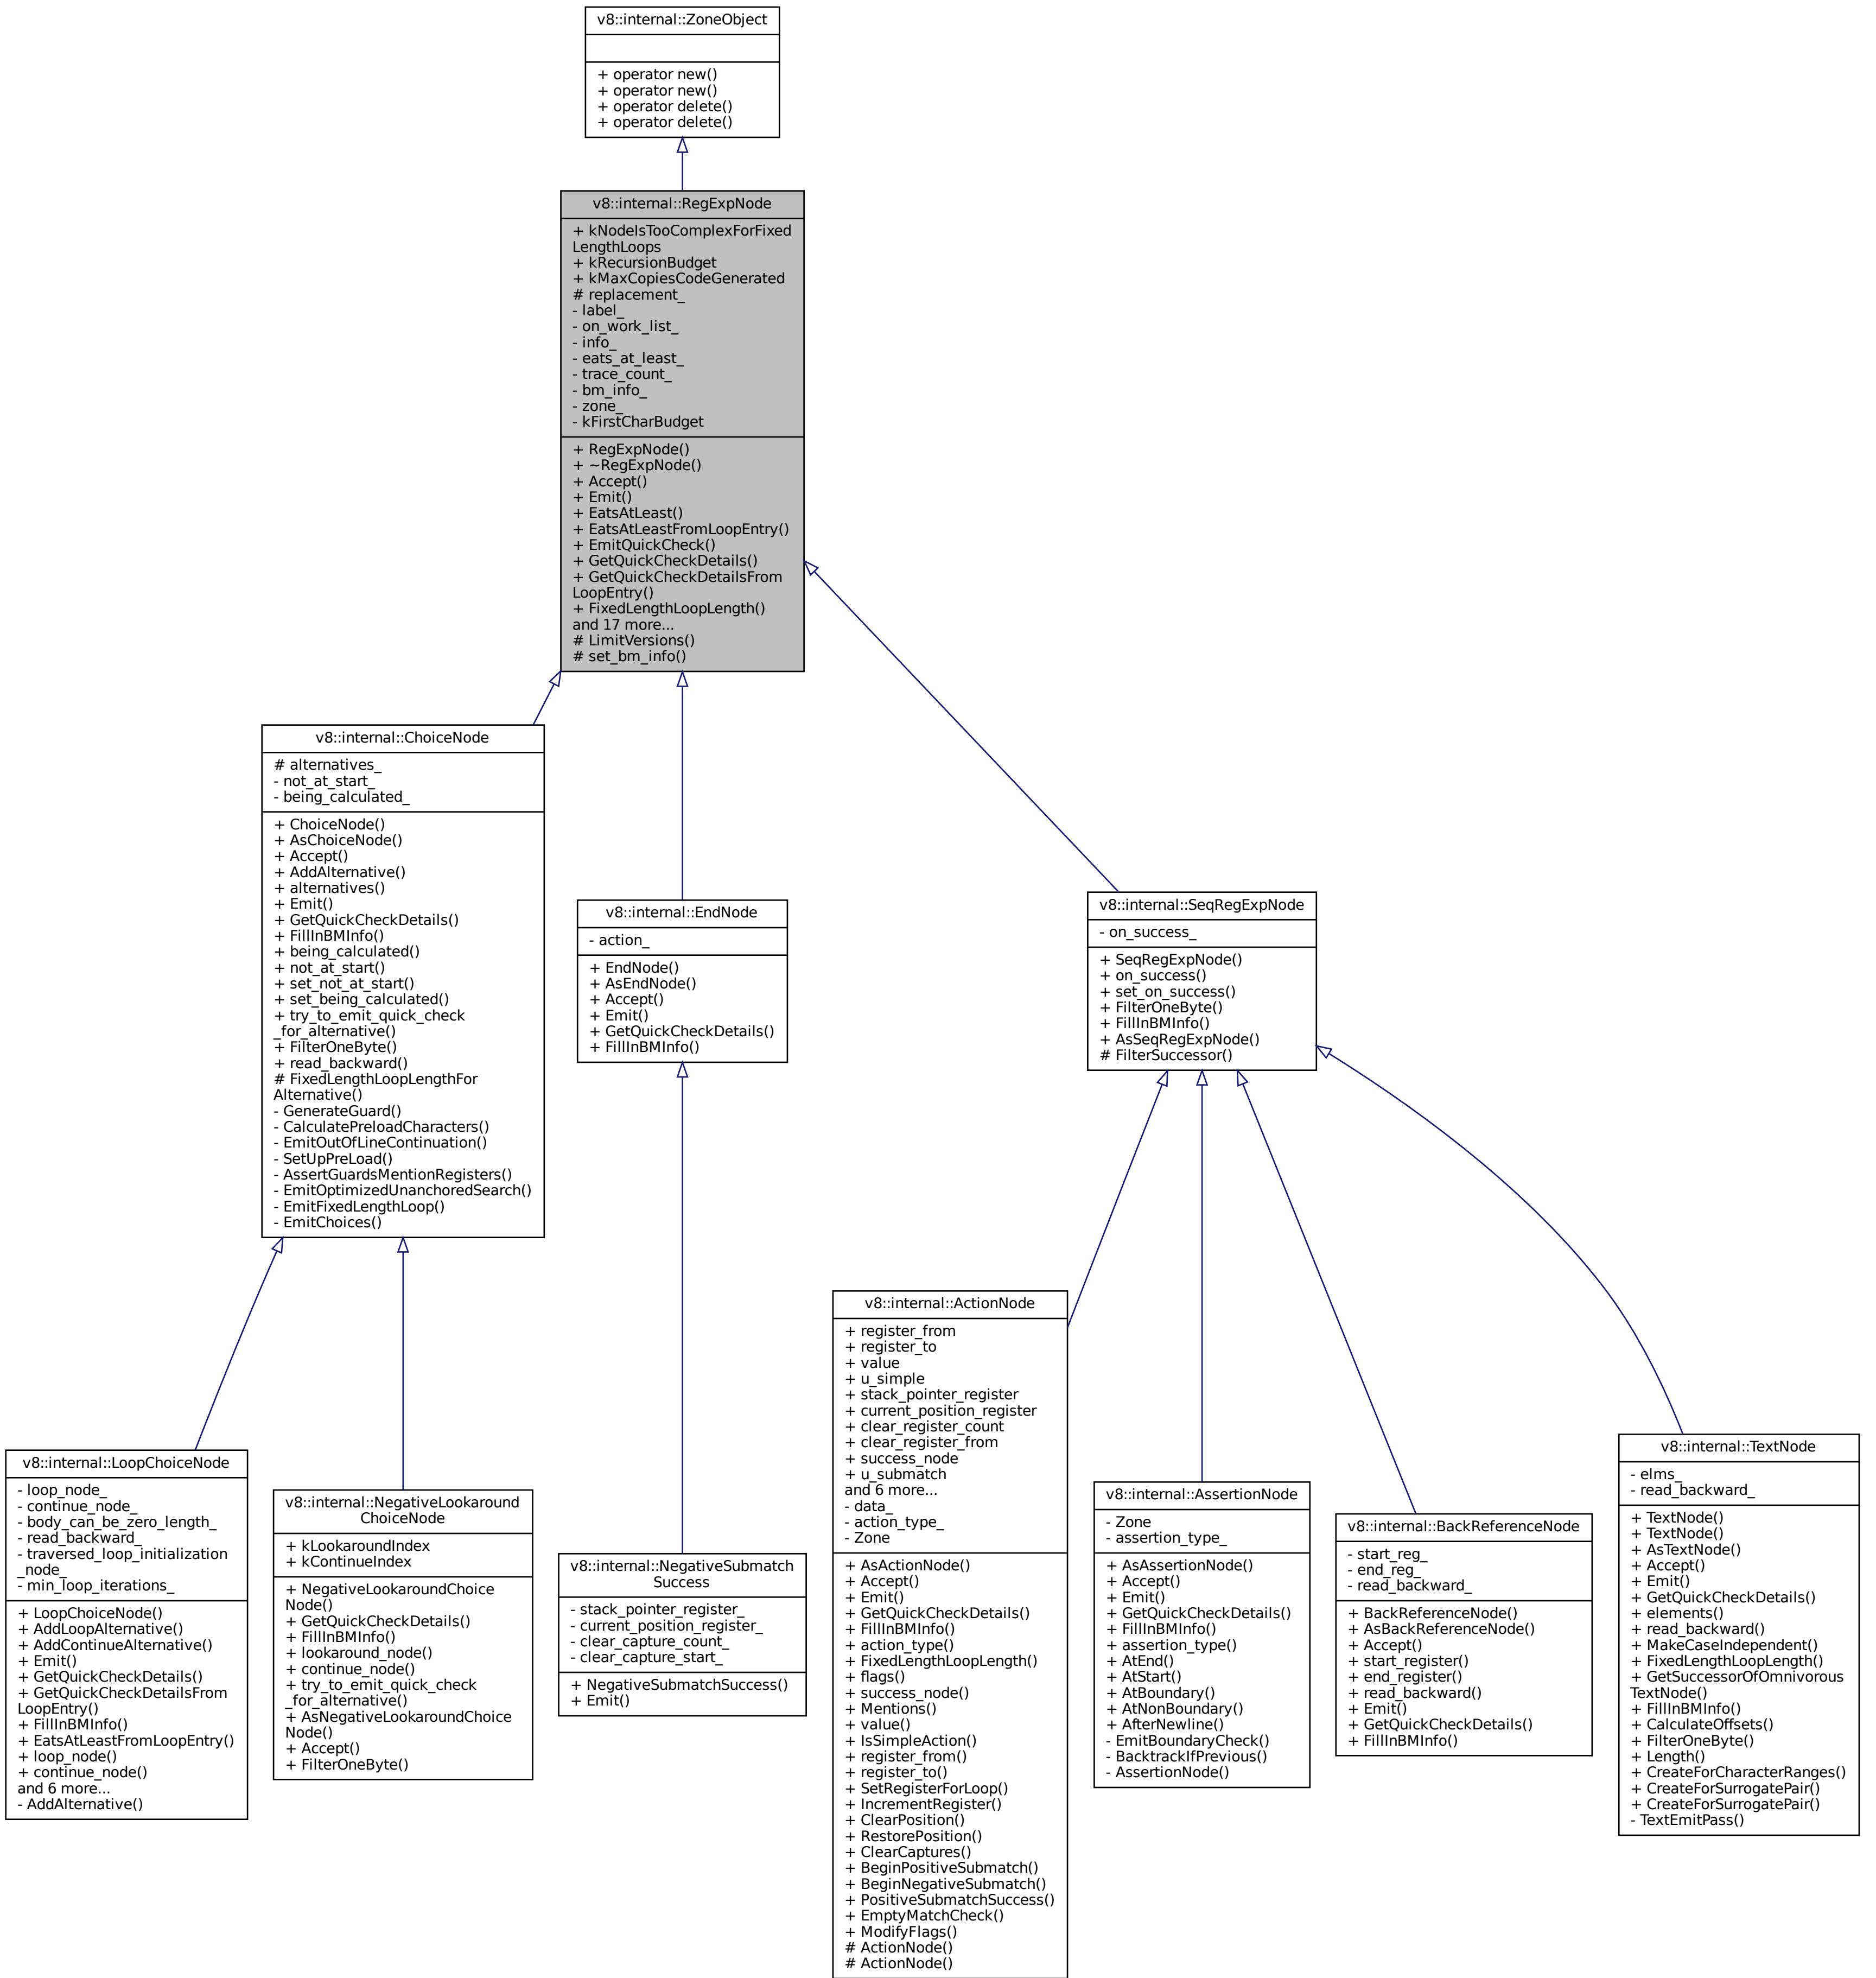 v8::internal::ZoneObject
+ operator new()
+ operator new()
+ operator delete()
+ operator delete()
v8::internal::RegExpNode
+ kNodeIsTooComplexForFixed
LengthLoops
+ kRecursionBudget
+ kMaxCopiesCodeGenerated
# replacement_
- label_
- on_work_list_
- info_
- eats_at_least_
- trace_count_
- bm_info_
- zone_
- kFirstCharBudget
+ RegExpNode()
+ ~RegExpNode()
+ Accept()
+ Emit()
+ EatsAtLeast()
+ EatsAtLeastFromLoopEntry()
+ EmitQuickCheck()
+ GetQuickCheckDetails()
+ GetQuickCheckDetailsFrom
LoopEntry()
+ FixedLengthLoopLength()
and 17 more...
# LimitVersions()
# set_bm_info()
v8::internal::ChoiceNode
# alternatives_
- not_at_start_
- being_calculated_
+ ChoiceNode()
+ AsChoiceNode()
+ Accept()
+ AddAlternative()
+ alternatives()
+ Emit()
+ GetQuickCheckDetails()
+ FillInBMInfo()
+ being_calculated()
+ not_at_start()
+ set_not_at_start()
+ set_being_calculated()
+ try_to_emit_quick_check
_for_alternative()
+ FilterOneByte()
+ read_backward()
# FixedLengthLoopLengthFor
Alternative()
- GenerateGuard()
- CalculatePreloadCharacters()
- EmitOutOfLineContinuation()
- SetUpPreLoad()
- AssertGuardsMentionRegisters()
- EmitOptimizedUnanchoredSearch()
- EmitFixedLengthLoop()
- EmitChoices()
v8::internal::EndNode
- action_
+ EndNode()
+ AsEndNode()
+ Accept()
+ Emit()
+ GetQuickCheckDetails()
+ FillInBMInfo()
v8::internal::SeqRegExpNode
- on_success_
+ SeqRegExpNode()
+ on_success()
+ set_on_success()
+ FilterOneByte()
+ FillInBMInfo()
+ AsSeqRegExpNode()
# FilterSuccessor()
v8::internal::LoopChoiceNode
- loop_node_
- continue_node_
- body_can_be_zero_length_
- read_backward_
- traversed_loop_initialization
_node_
- min_loop_iterations_
+ LoopChoiceNode()
+ AddLoopAlternative()
+ AddContinueAlternative()
+ Emit()
+ GetQuickCheckDetails()
+ GetQuickCheckDetailsFrom
LoopEntry()
+ FillInBMInfo()
+ EatsAtLeastFromLoopEntry()
+ loop_node()
+ continue_node()
and 6 more...
- AddAlternative()
v8::internal::NegativeLookaround
ChoiceNode
+ kLookaroundIndex
+ kContinueIndex
+ NegativeLookaroundChoice
Node()
+ GetQuickCheckDetails()
+ FillInBMInfo()
+ lookaround_node()
+ continue_node()
+ try_to_emit_quick_check
_for_alternative()
+ AsNegativeLookaroundChoice
Node()
+ Accept()
+ FilterOneByte()
v8::internal::NegativeSubmatch
Success
- stack_pointer_register_
- current_position_register_
- clear_capture_count_
- clear_capture_start_
+ NegativeSubmatchSuccess()
+ Emit()
v8::internal::ActionNode
+ register_from
+ register_to
+ value
+ u_simple
+ stack_pointer_register
+ current_position_register
+ clear_register_count
+ clear_register_from
+ success_node
+ u_submatch
and 6 more...
- data_
- action_type_
- Zone
+ AsActionNode()
+ Accept()
+ Emit()
+ GetQuickCheckDetails()
+ FillInBMInfo()
+ action_type()
+ FixedLengthLoopLength()
+ flags()
+ success_node()
+ Mentions()
+ value()
+ IsSimpleAction()
+ register_from()
+ register_to()
+ SetRegisterForLoop()
+ IncrementRegister()
+ ClearPosition()
+ RestorePosition()
+ ClearCaptures()
+ BeginPositiveSubmatch()
+ BeginNegativeSubmatch()
+ PositiveSubmatchSuccess()
+ EmptyMatchCheck()
+ ModifyFlags()
# ActionNode()
# ActionNode()
v8::internal::AssertionNode
- Zone
- assertion_type_
+ AsAssertionNode()
+ Accept()
+ Emit()
+ GetQuickCheckDetails()
+ FillInBMInfo()
+ assertion_type()
+ AtEnd()
+ AtStart()
+ AtBoundary()
+ AtNonBoundary()
+ AfterNewline()
- EmitBoundaryCheck()
- BacktrackIfPrevious()
- AssertionNode()
v8::internal::BackReferenceNode
- start_reg_
- end_reg_
- read_backward_
+ BackReferenceNode()
+ AsBackReferenceNode()
+ Accept()
+ start_register()
+ end_register()
+ read_backward()
+ Emit()
+ GetQuickCheckDetails()
+ FillInBMInfo()
v8::internal::TextNode
- elms_
- read_backward_
+ TextNode()
+ TextNode()
+ AsTextNode()
+ Accept()
+ Emit()
+ GetQuickCheckDetails()
+ elements()
+ read_backward()
+ MakeCaseIndependent()
+ FixedLengthLoopLength()
+ GetSuccessorOfOmnivorous
TextNode()
+ FillInBMInfo()
+ CalculateOffsets()
+ FilterOneByte()
+ Length()
+ CreateForCharacterRanges()
+ CreateForSurrogatePair()
+ CreateForSurrogatePair()
- TextEmitPass()